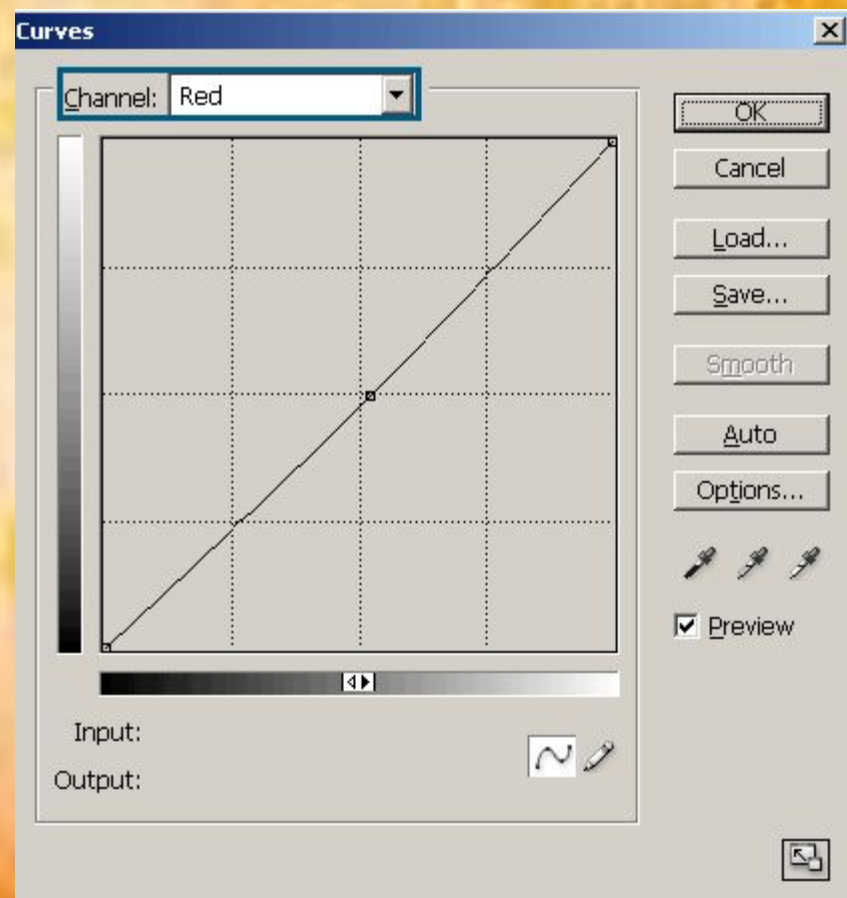 Curves
Channel: Red
OK
Cancel
Load...
Save...
Smooth
Auto
Options...
Preview
Input:
Output: